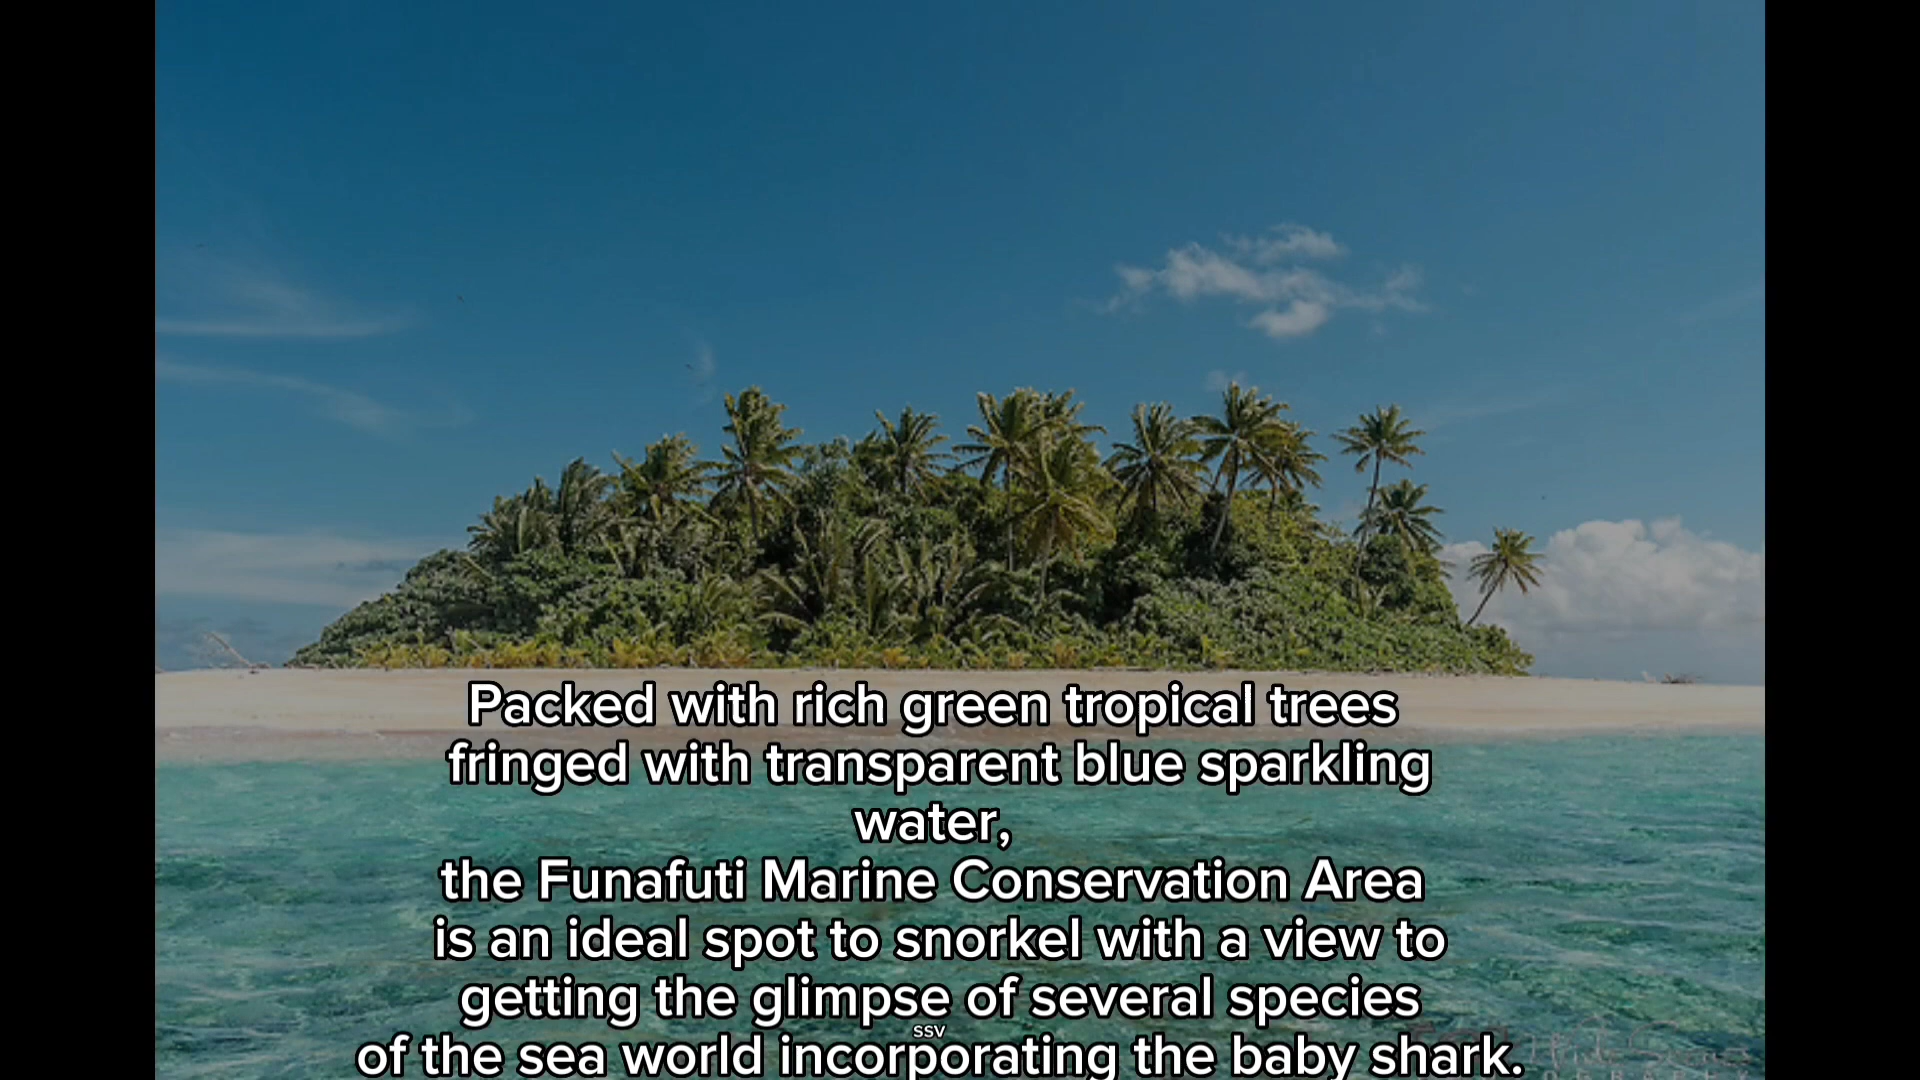 Packed with rich green tropical trees
fringed with transparent blue sparkling
water,
the Funafuti Marine Conservation Area
is an ideal spot to snorkel with a view to
getting the glimpse of several species
ssv
of the sea world incorporating the baby shark.